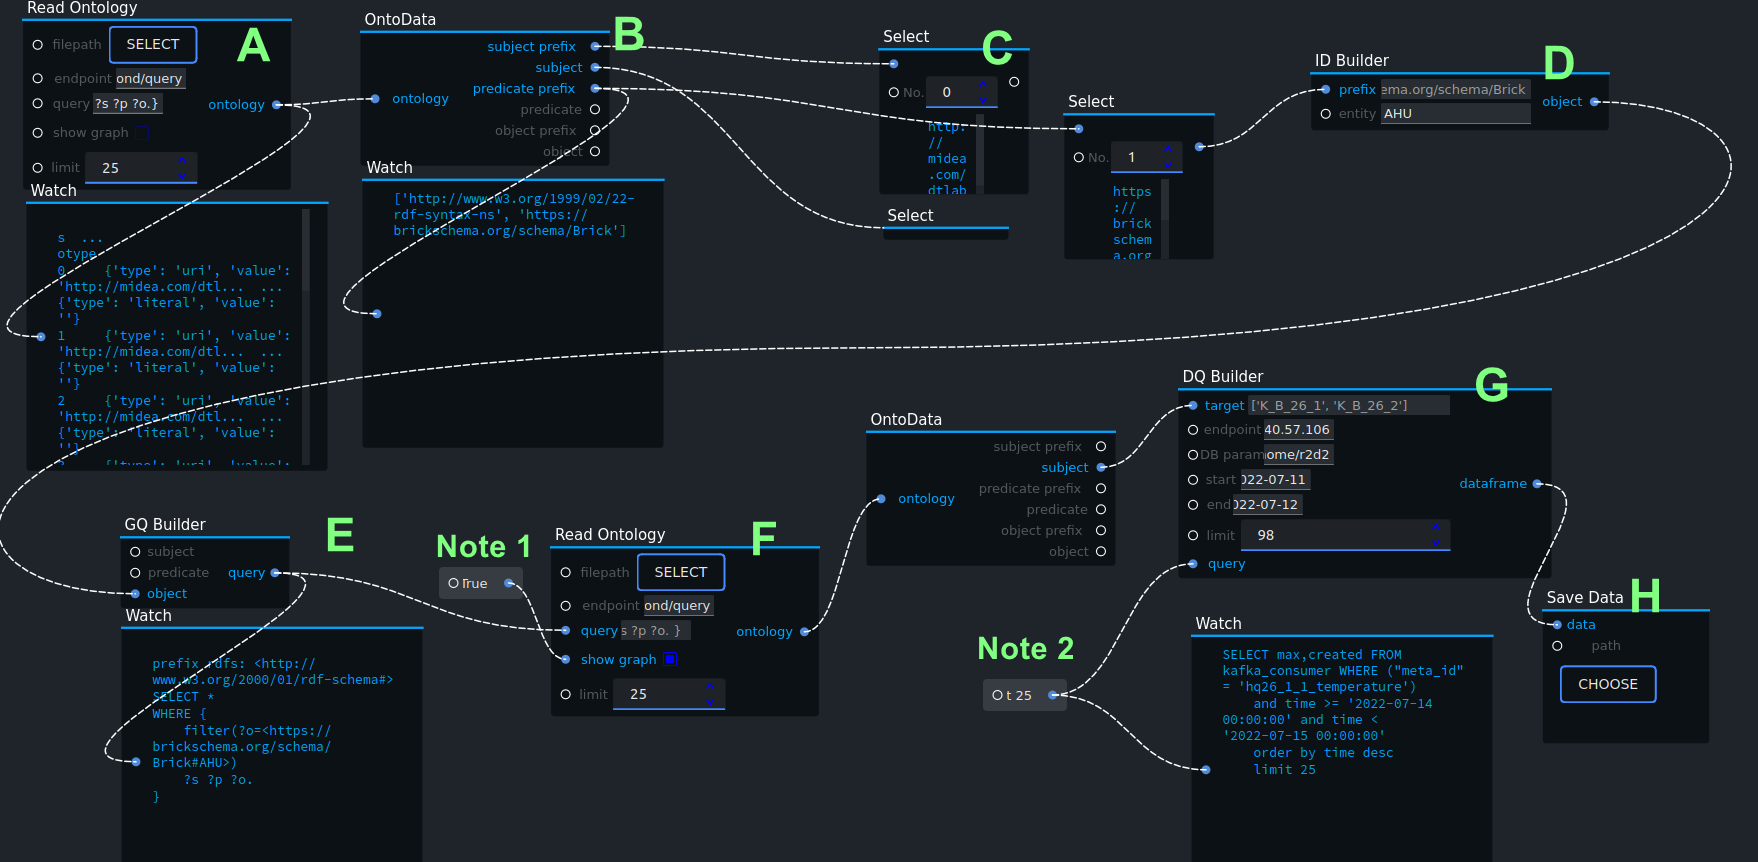 Read Ontology
A
filepath
SELECT
endpoint ond/query
query ?s ?p ?o.}
ontology
show graph
limit 25
Watch
s ...
otype
0 {'type': 'uri', 'value':
'http://midea.com/dtl... ...
{'type': 'literal', 'value':
''}
1 {'type': 'uri', 'value':
'http://midea.com/dtl... ...
{'type': 'literal', 'value':
''}
2 {'type': 'uri', 'value':
'http://midea.com/dtl... ...
{'type': 'literal', 'value':
''}
3 {'type': 'uri', 'value':
OntoData
B
subject prefix
subject
predicate prefix
ontology
predicate
object prefix
object
Watch
['http://www.w3.org/1999/02/22-
rdf-syntax-ns', 'https://
brickschema.org/schema/Brick']
Select
C
No. 0
http:
//
midea
.com/
dtlab
Select
Select
No. 1
https
://
brick
schem
a.org
ID Builder
D
prefix ema.org/schema/Brick
object
entity AHU
GQ Builder
E
subject
predicate
query
object
Watch
prefix rdfs: <http://
www.w3.org/2000/01/rdf-schema#>
SELECT *
WHERE {
filter(?o=<https://
brickschema.org/schema/
Brick#AHU>)
?s ?p ?o.
}
Note 1
True
Read Ontology
F
filepath
SELECT
endpoint ond/query
query s ?p ?o. }
ontology
show graph
limit 25
OntoData
subject prefix
subject
predicate prefix
ontology
predicate
object prefix
object
DQ Builder
G
target ['K_B_26_1', 'K_B_26_2']
endpoint 40.57.106
DB param ome/r2d2
start 022-07-11
dataframe
end 022-07-12
limit 98
query
Note 2
t 25
Watch
SELECT max,created FROM
kafka_consumer WHERE ("meta_id"
= 'hq26_1_1_temperature')
and time >= '2022-07-14
00:00:00' and time <
'2022-07-15 00:00:00'
order by time desc
limit 25
Save Data
H
data
path
CHOOSE